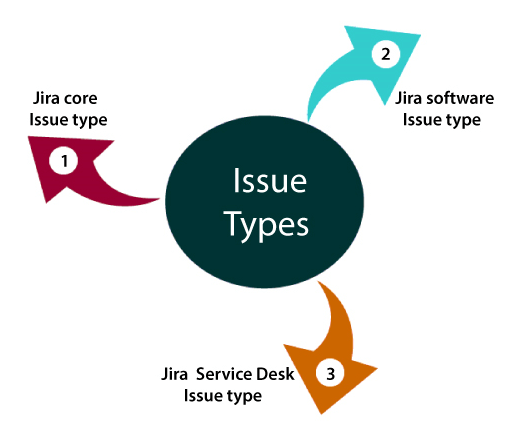 Jira core
Issue type
1
2
Jira software
Issue type
Issue
Types
Jira Service Desk
Issue type
3